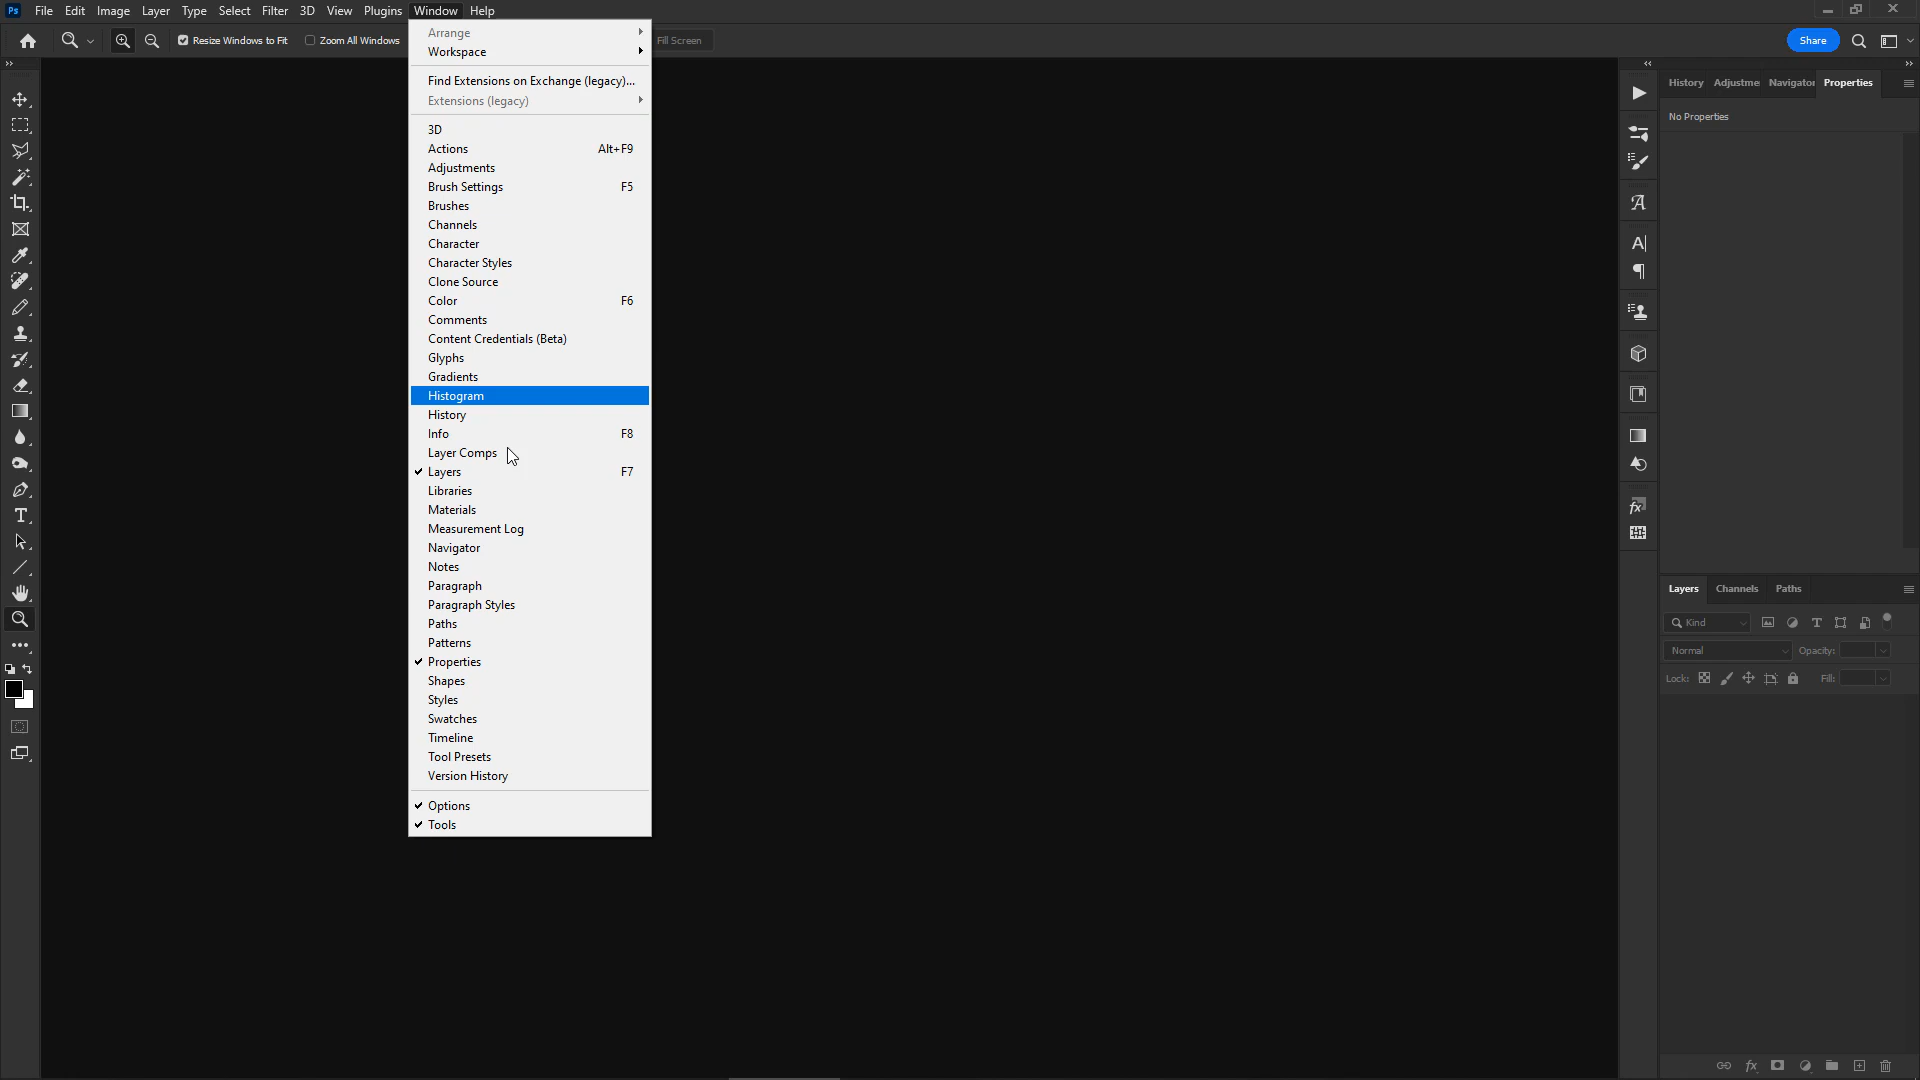 Ps File Edit Image Layer Type Select Filter 3D View Plugins Window Help
Resize Windows to Fit Zoom All Windows Fill Screen Share
Arrange
Workspace
Find Extensions on Exchange (legacy)...
Extensions (legacy)
3D
Actions Alt+F9
Adjustments
Brush Settings F5
Brushes
Channels
Character
Character Styles
Clone Source
Color F6
Comments
Content Credentials (Beta)
Glyphs
Gradients
Histogram
History
Info F8
Layer Comps
Layers F7
Libraries
Materials
Measurement Log
Navigator
Notes
Paragraph
Paragraph Styles
Paths
Patterns
Properties
Shapes
Styles
Swatches
Timeline
Tool Presets
Version History
Options
Tools
History Adjustme Navigator Properties
No Properties
Layers Channels Paths
Kind
Normal Opacity:
Lock: Fill: